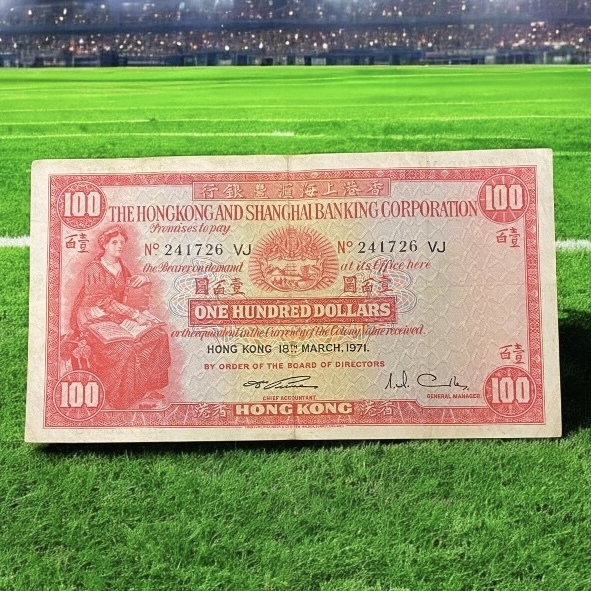 行銀豐滙海上港香
100 THE HONGKONG AND SHANGHAI BANKING CORPORATION 100
百壹 Promises to pay 百壹
Nº 241726 VJ Nº 241726 VJ
the Bearer on demand at its Office here
圓百壹 圓百壹
ONE HUNDRED DOLLARS
or the equivalent in the Currency of the Colony, Value received.
HONG KONG 18TH MARCH, 1971.
百壹
BY ORDER OF THE BOARD OF DIRECTORS
CHIEF ACCOUNTANT GENERAL MANAGER.
100 港香 HONG KONG 港香 100